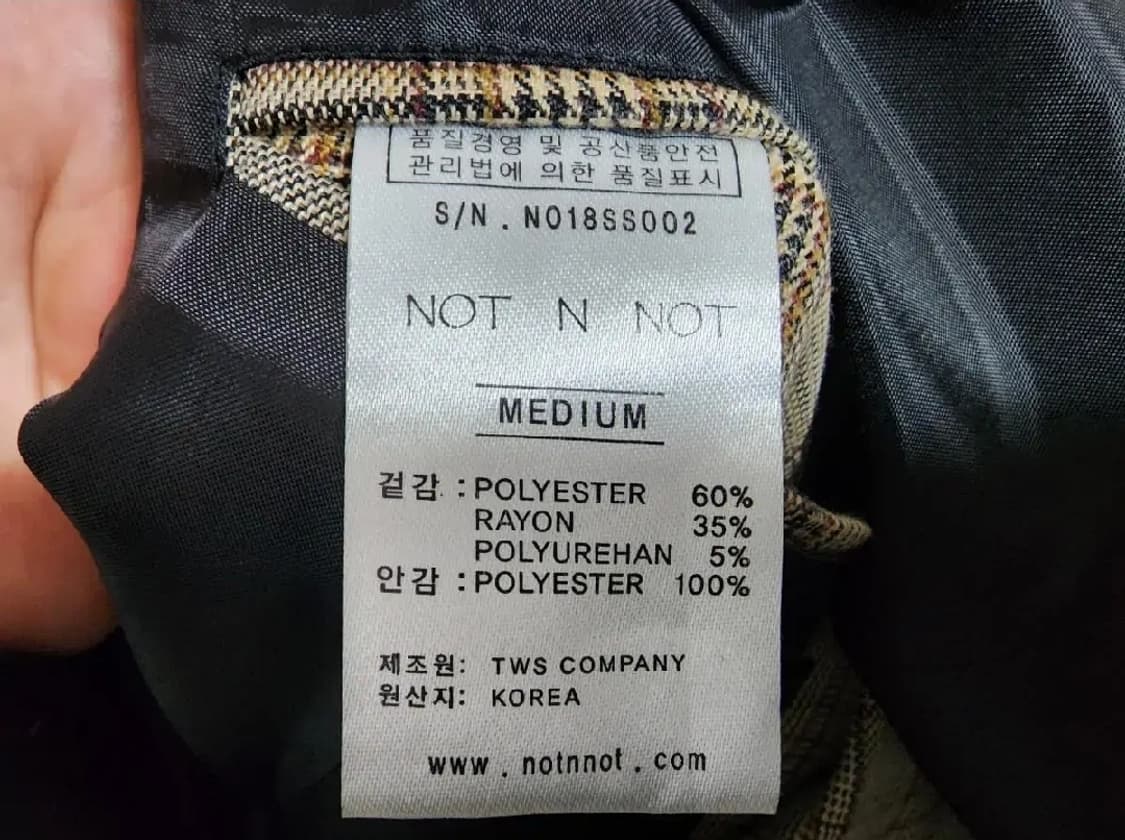 품질경영 및 공산품안전
관리법에 의한 품질표시
S/N . NO18SS002
NOT N NOT
MEDIUM
겉감 : POLYESTER 60%
RAYON 35%
POLYUREHAN 5%
안감 : POLYESTER 100%
제조원: TWS COMPANY
원산지: KOREA
www . notnnot . com